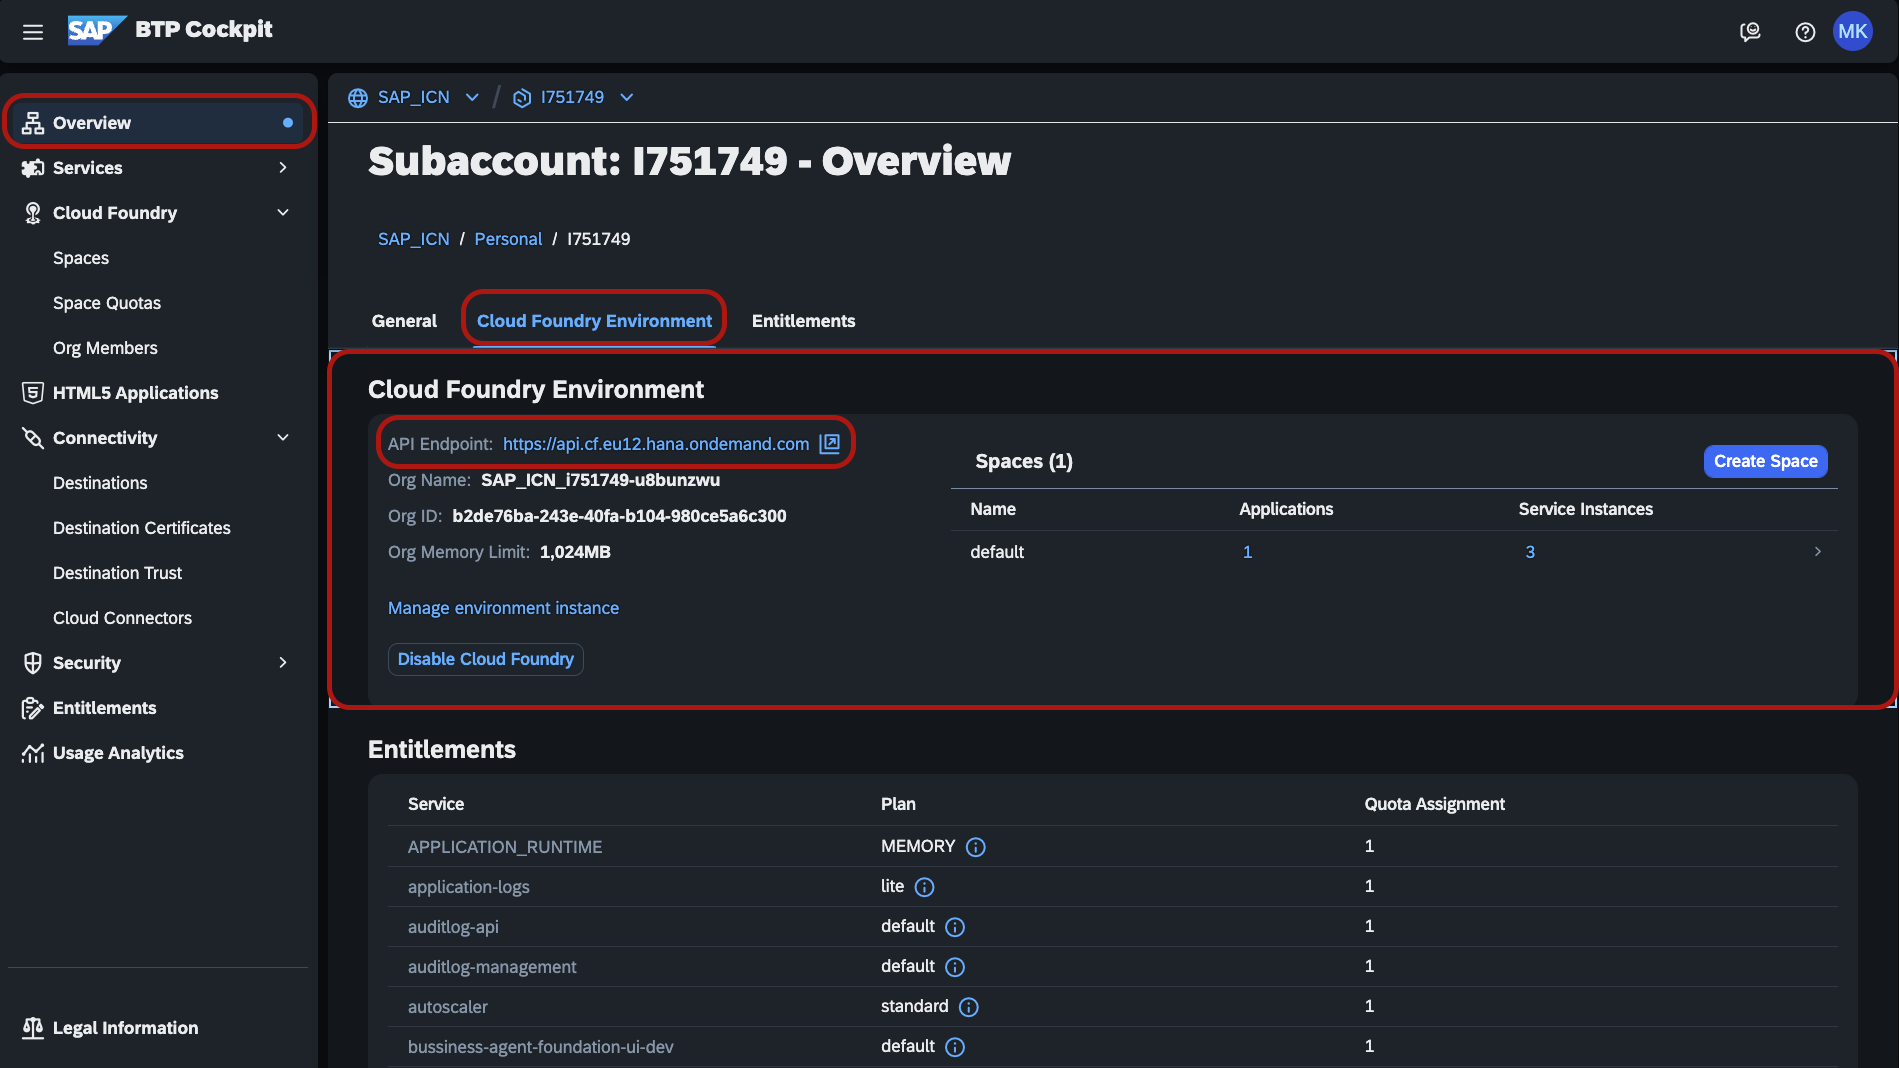 SAP BTP Cockpit
MK
Overview
Services
Cloud Foundry
Spaces
Space Quotas
Org Members
HTML5 Applications
Connectivity
Destinations
Destination Certificates
Destination Trust
Cloud Connectors
Security
Entitlements
Usage Analytics
Legal Information
SAP_ICN / I751749
Subaccount: I751749 - Overview
SAP_ICN / Personal / I751749
General Cloud Foundry Environment Entitlements
Cloud Foundry Environment
API Endpoint: https://api.cf.eu12.hana.ondemand.com
Org Name: SAP_ICN_i751749-u8bunzwu
Org ID: b2de76ba-243e-40fa-b104-980ce5a6c300
Org Memory Limit: 1,024MB
Manage environment instance
Disable Cloud Foundry
Spaces (1) Create Space
Name Applications Service Instances
default 1 3
Entitlements
Service Plan Quota Assignment
APPLICATION_RUNTIME MEMORY 1
application-logs lite 1
auditlog-api default 1
auditlog-management default 1
autoscaler standard 1
bussiness-agent-foundation-ui-dev default 1